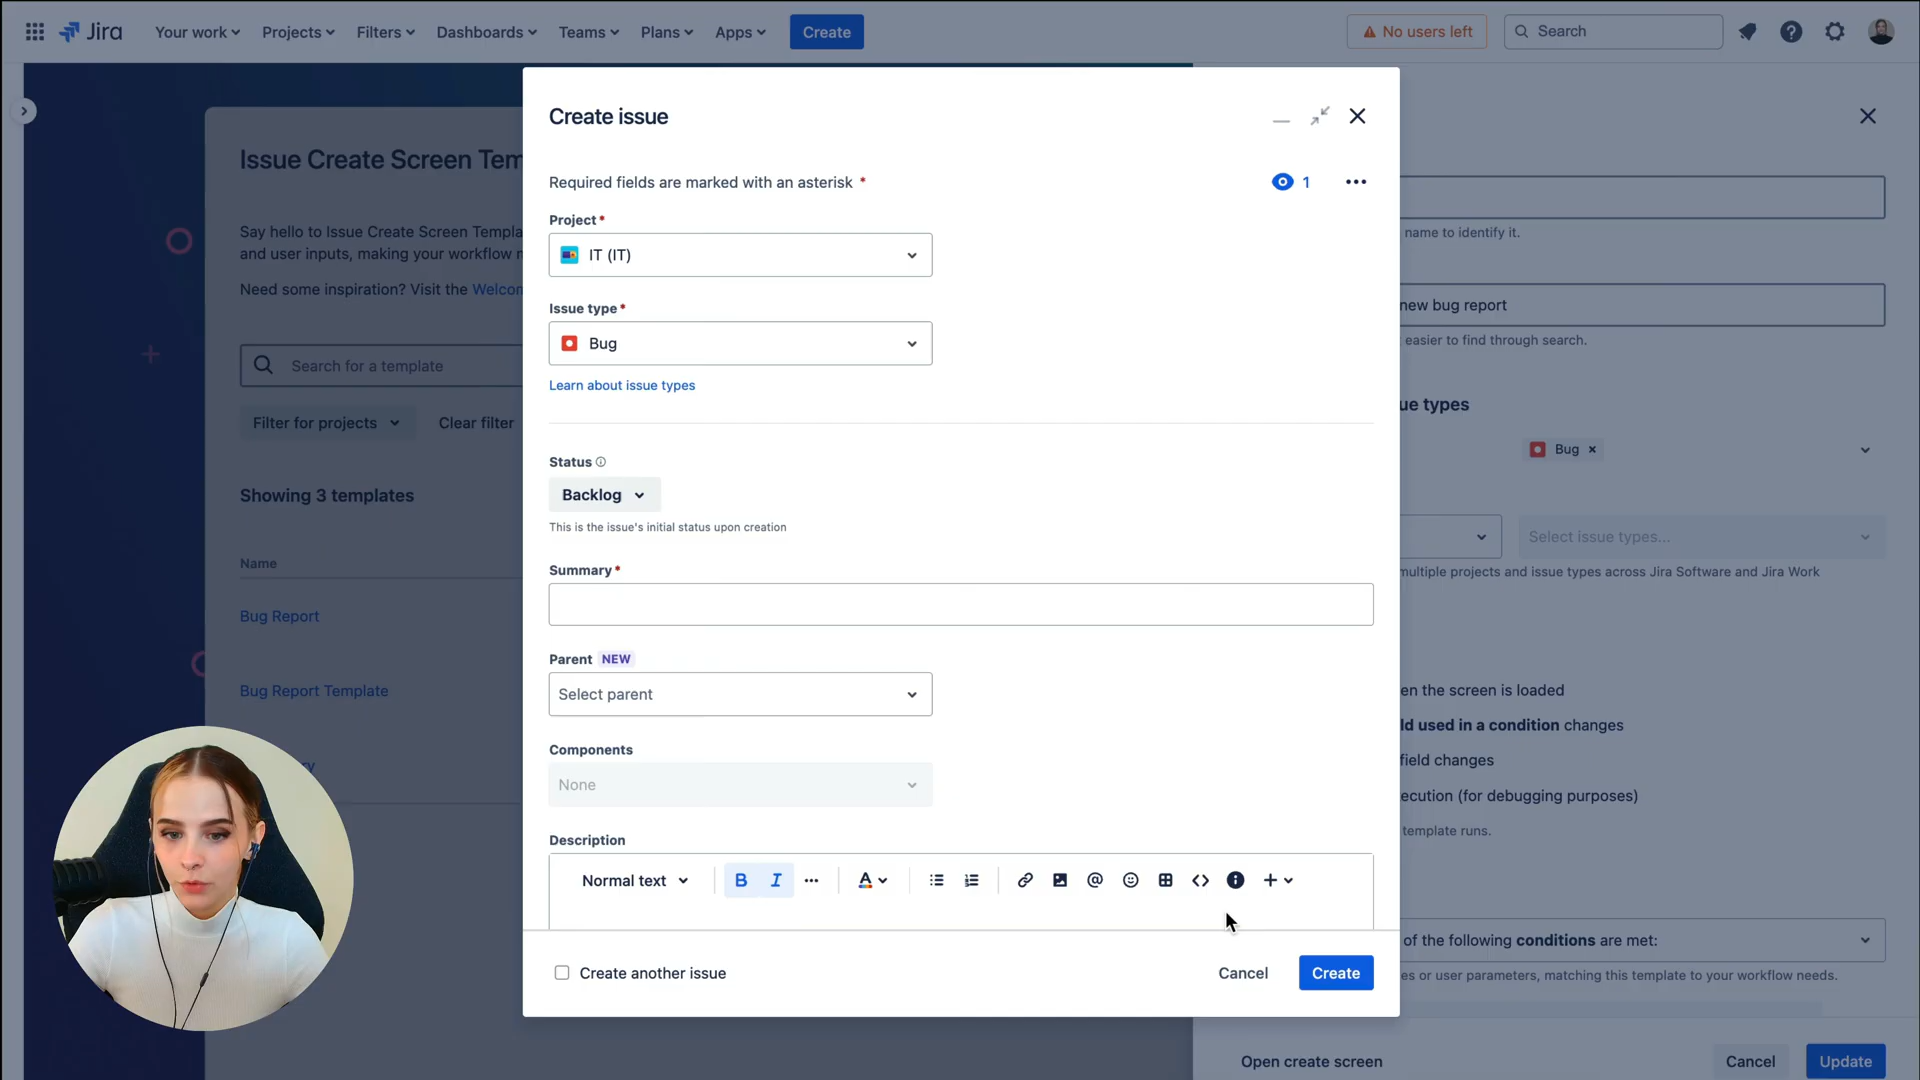 Jira
Your work
Projects
Filters
Dashboards
Teams
Plans
Apps
Create
No users left
Search
Issue Create Screen Tem
Say hello to Issue Create Screen Templa
and user inputs, making your workflow
Need some inspiration? Visit the Welcon
Search for a template
Filter for projects
Clear filter
Showing 3 templates
Name
Bug Report
Bug Report Template
Create issue
Required fields are marked with an asterisk *
1
Project*
IT (IT)
Issue type*
Bug
Learn about issue types
Status
Backlog
This is the issue's initial status upon creation
Summary*
Parent NEW
Select parent
Components
None
Description
Normal text
B I
A
Create another issue
Cancel
Create
name to identify it.
new bug report
easier to find through search.
ue types
Bug
Select issue types...
multiple projects and issue types across Jira Software and Jira Work
en the screen is loaded
ld used in a condition changes
field changes
ecution (for debugging purposes)
template runs.
of the following conditions are met:
es or user parameters, matching this template to your workflow needs.
Open create screen
Cancel
Update